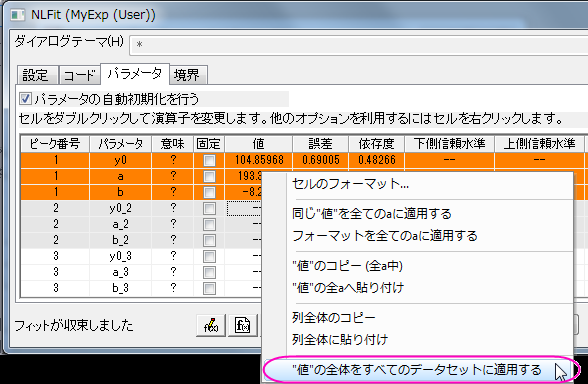 NLFit (MyExp (User))
ダイアログテーマ(H) *
設定 コード パラメータ 境界
パラメータの自動初期化を行う
セルをダブルクリックして演算子を変更します。他のオプションを利用するにはセルを右クリックします。
ピーク番号 パラメータ 意味 固定 値 誤差 依存度 下側信頼水準 上側信頼水準
1 y0 ? 104.85968 0.69005 0.48266 -- --
1 a ? 193.
1 b ? -8.2
2 y0_2 ? --
2 a_2 ? --
2 b_2 ? --
3 y0_3 ? --
3 a_3 ? --
3 b_3 ? --
セルのフォーマット...
同じ"値"を全てのaに適用する
フォーマットを全てのaに適用する
"値"のコピー (全a中)
"値"の全aへ貼り付け
列全体のコピー
列全体に貼り付け
"値"の全体をすべてのデータセットに適用する
フィットが収束しました